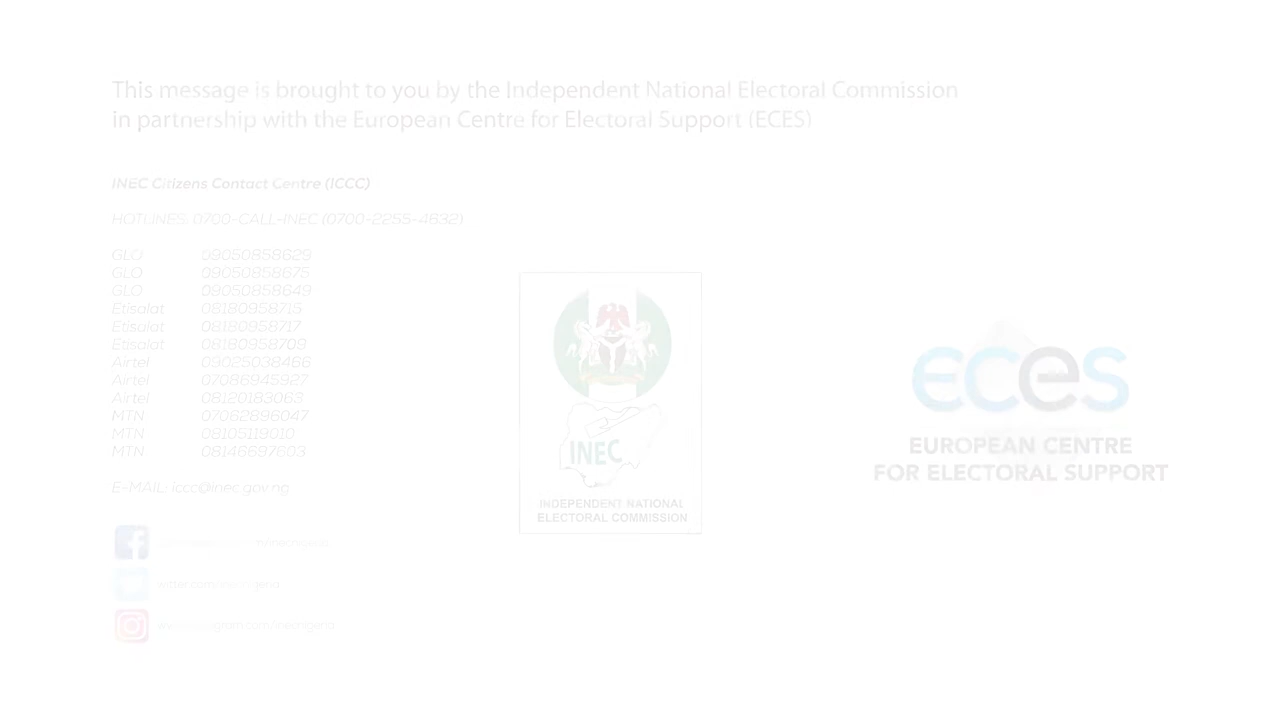 This message is brought to you by the Independent National Electoral Commission
in partnership with the European Centre for Electoral Support (ECES)
INEC Citizens Contact Centre (ICCC)
HOTLINES: 0700-CALL-INEC (0700-2255-4632)
GLO 09050858629
GLO 09050858675
GLO 09050858649
Etisalat 08180958715
Etisalat 08180958717
Etisalat 08180958709
Airtel 09025038466
Airtel 07086945927
Airtel 08120183063
MTN 07062896047
MTN 08105119010
MTN 08146697603
E-MAIL: iccc@inec.gov.ng
INEC
INDEPENDENT NATIONAL
ELECTORAL COMMISSION
eces
EUROPEAN CENTRE
FOR ELECTORAL SUPPORT